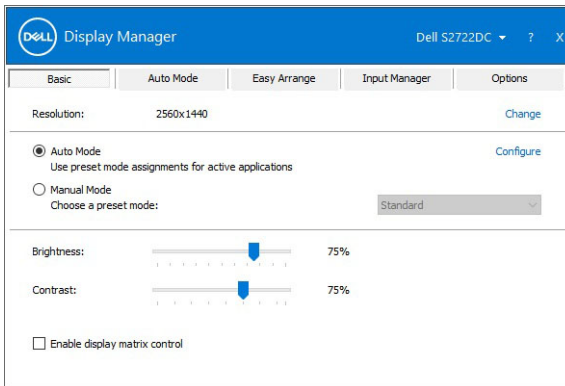 DELL Display Manager Dell S2722DC ? X
Basic Auto Mode Easy Arrange Input Manager Options
Resolution: 2560x1440 Change
Auto Mode Configure
Use preset mode assignments for active applications
Manual Mode
Choose a preset mode: Standard
Brightness: 75%
Contrast: 75%
Enable display matrix control